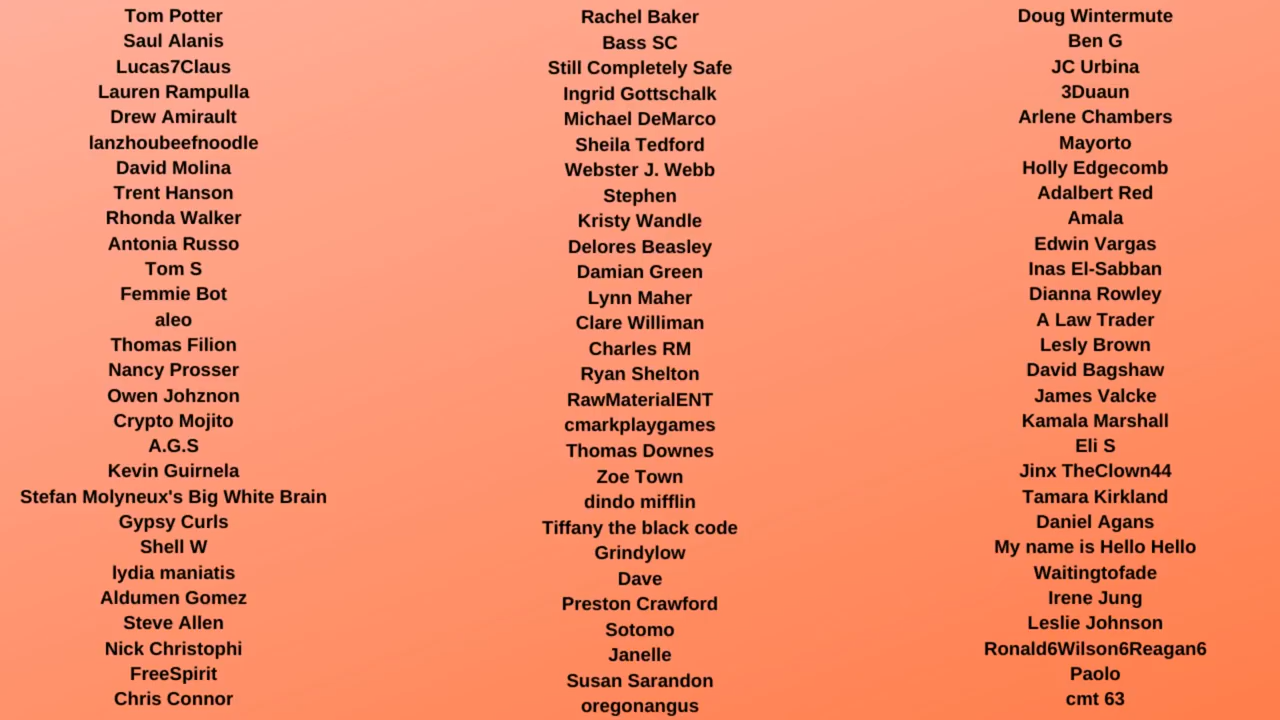 Tom Potter
Saul Alanis
Lucas7Claus
Lauren Rampulla
Drew Amirault
lanzhoubeefnoodle
David Molina
Trent Hanson
Rhonda Walker
Antonia Russo
Tom S
Femmie Bot
aleo
Thomas Filion
Nancy Prosser
Owen Johznon
Crypto Mojito
A.G.S
Kevin Guirnela
Stefan Molyneux's Big White Brain
Gypsy Curls
Shell W
lydia maniatis
Aldumen Gomez
Steve Allen
Nick Christophi
FreeSpirit
Chris Connor
Rachel Baker
Bass SC
Still Completely Safe
Ingrid Gottschalk
Michael DeMarco
Sheila Tedford
Webster J. Webb
Stephen
Kristy Wandle
Delores Beasley
Damian Green
Lynn Maher
Clare Williman
Charles RM
Ryan Shelton
RawMaterialENT
cmarkplaygames
Thomas Downes
Zoe Town
dindo mifflin
Tiffany the black code
Grindylow
Dave
Preston Crawford
Sotomo
Janelle
Susan Sarandon
oregonangus
Doug Wintermute
Ben G
JC Urbina
3Duaun
Arlene Chambers
Mayorto
Holly Edgecomb
Adalbert Red
Amala
Edwin Vargas
Inas El-Sabban
Dianna Rowley
A Law Trader
Lesly Brown
David Bagshaw
James Valcke
Kamala Marshall
Eli S
Jinx TheClown44
Tamara Kirkland
Daniel Agans
My name is Hello Hello
Waitingtofade
Irene Jung
Leslie Johnson
Ronald6Wilson6Reagan6
Paolo
cmt 63